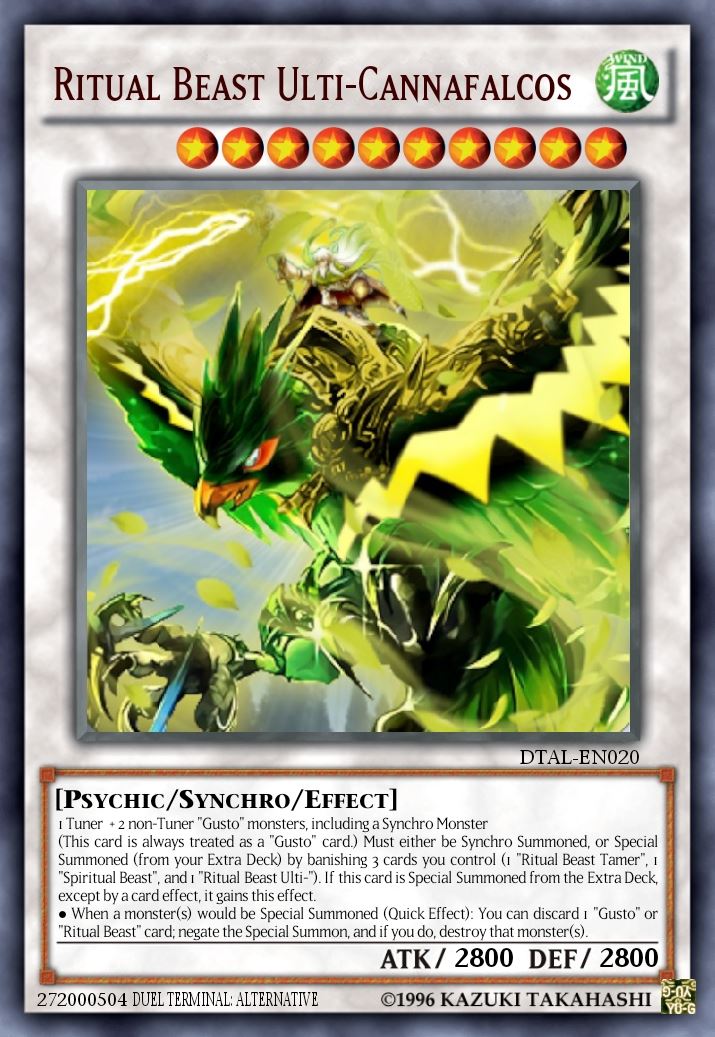 RITUAL BEAST ULTI-CANNAFALCOS
WIND
風
DTAL-EN020
[PSYCHIC/SYNCHRO/EFFECT]
1 Tuner + 2 non-Tuner "Gusto" monsters, including a Synchro Monster
(This card is always treated as a "Gusto" card.) Must either be Synchro Summoned, or Special
Summoned (from your Extra Deck) by banishing 3 cards you control (1 "Ritual Beast Tamer", 1
"Spiritual Beast", and 1 "Ritual Beast Ulti-"). If this card is Special Summoned from the Extra Deck,
except by a card effect, it gains this effect.
● When a monster(s) would be Special Summoned (Quick Effect): You can discard 1 "Gusto" or
"Ritual Beast" card; negate the Special Summon, and if you do, destroy that monster(s).
ATK/ 2800 DEF/ 2800
272000504 DUEL TERMINAL: ALTERNATIVE ©1996 KAZUKI TAKAHASHI